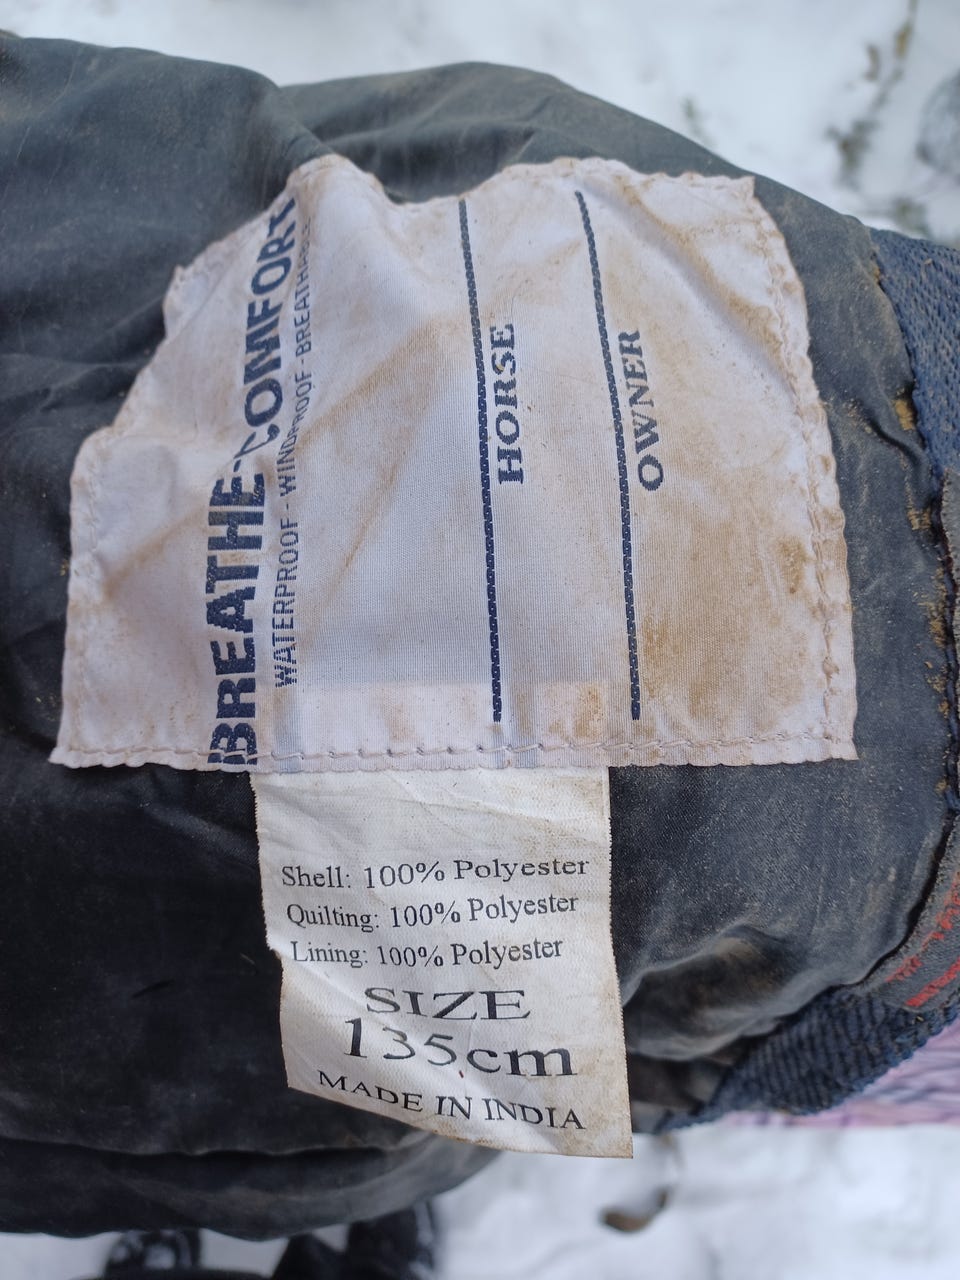 BREATHE-COMFORT
WATERPROOF - WINDPROOF - BREATHABLE
HORSE
OWNER
Shell: 100% Polyester
Quilting: 100% Polyester
Lining: 100% Polyester
SIZE
135cm
MADE IN INDIA